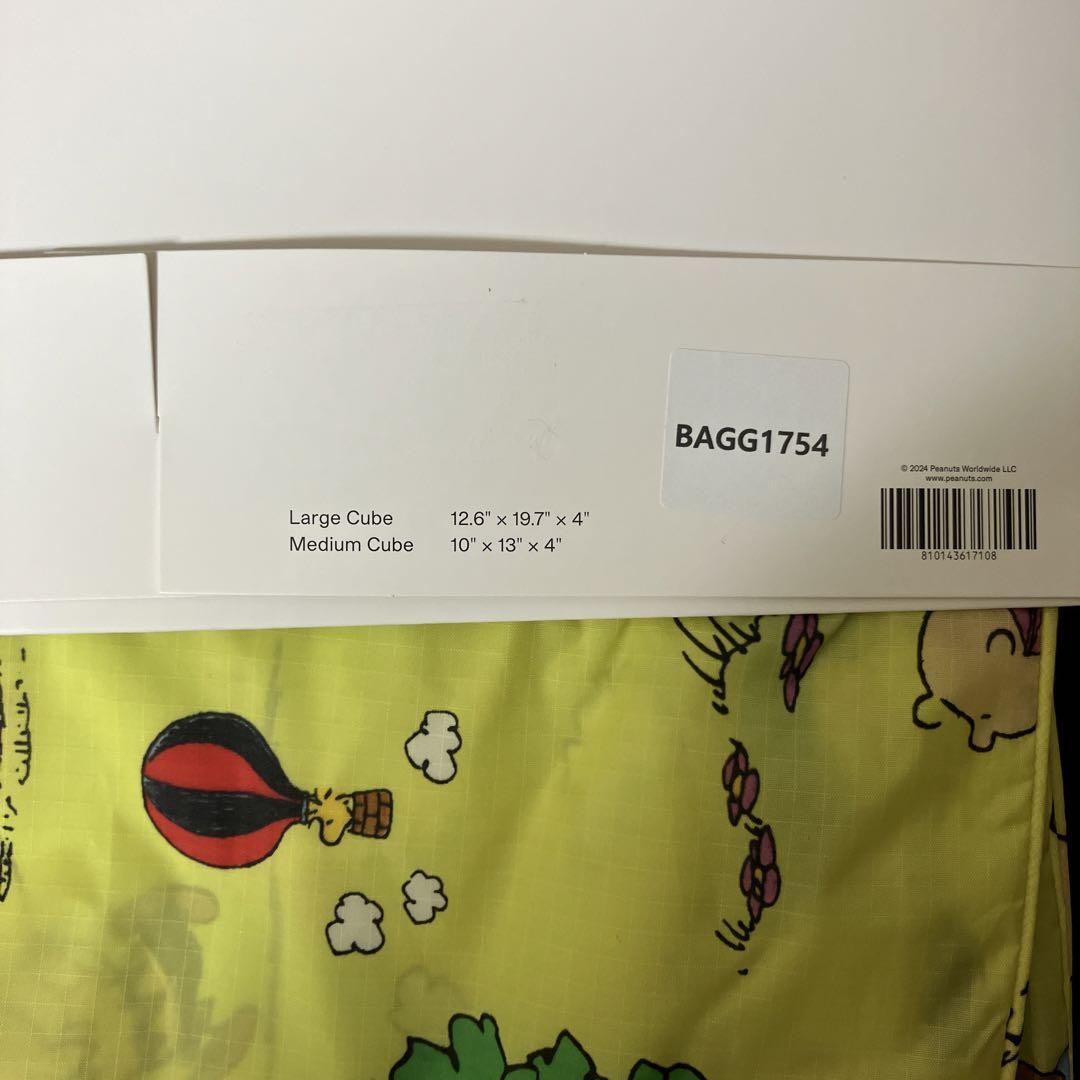 BAGG1754
© 2024 Peanuts Worldwide LLC
www.peanuts.com
Large Cube 12.6" × 19.7" × 4"
Medium Cube 10" × 13" × 4"
810143617108